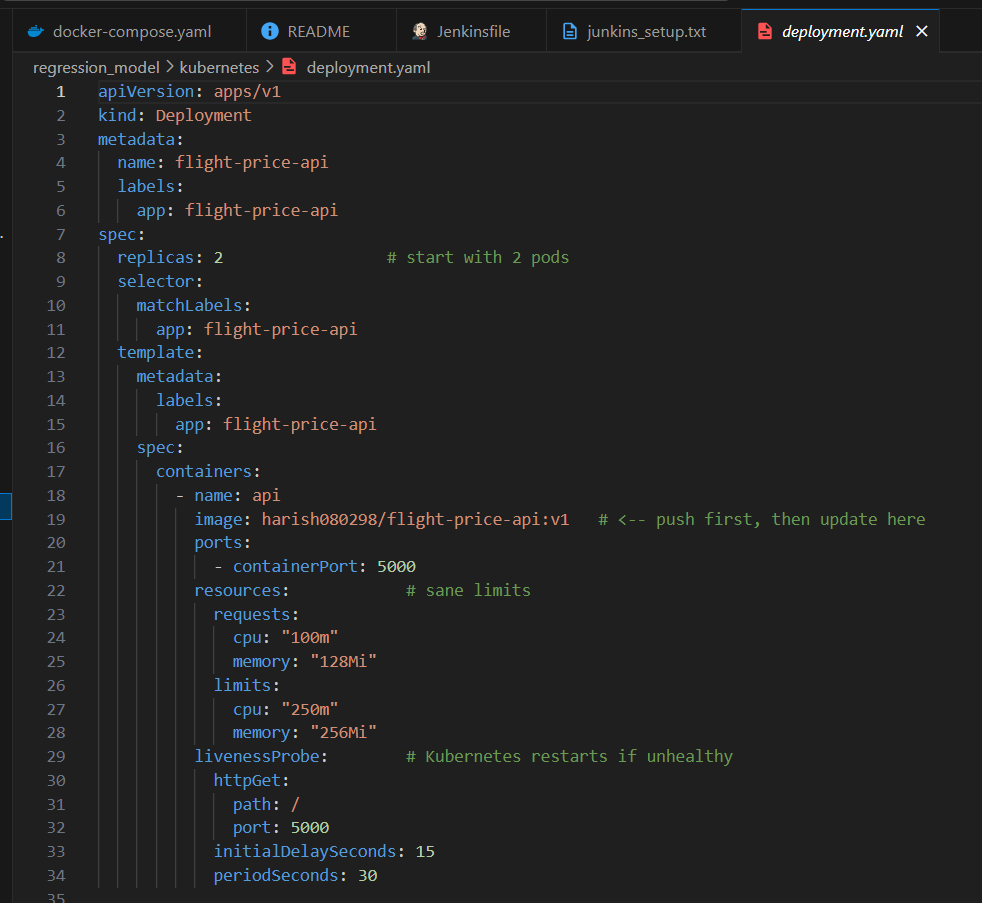 docker-compose.yaml README Jenkinsfile junkins_setup.txt deployment.yaml
regression_model > kubernetes > deployment.yaml
1 apiVersion: apps/v1
2 kind: Deployment
3 metadata:
4   name: flight-price-api
5   labels:
6     app: flight-price-api
7 spec:
8   replicas: 2                 # start with 2 pods
9   selector:
10     matchLabels:
11       app: flight-price-api
12   template:
13     metadata:
14       labels:
15         app: flight-price-api
16     spec:
17       containers:
18         - name: api
19           image: harish080298/flight-price-api:v1   # <-- push first, then update here
20           ports:
21             - containerPort: 5000
22           resources:            # sane limits
23             requests:
24               cpu: "100m"
25               memory: "128Mi"
26             limits:
27               cpu: "250m"
28               memory: "256Mi"
29           livenessProbe:        # Kubernetes restarts if unhealthy
30             httpGet:
31               path: /
32               port: 5000
33             initialDelaySeconds: 15
34             periodSeconds: 30
35